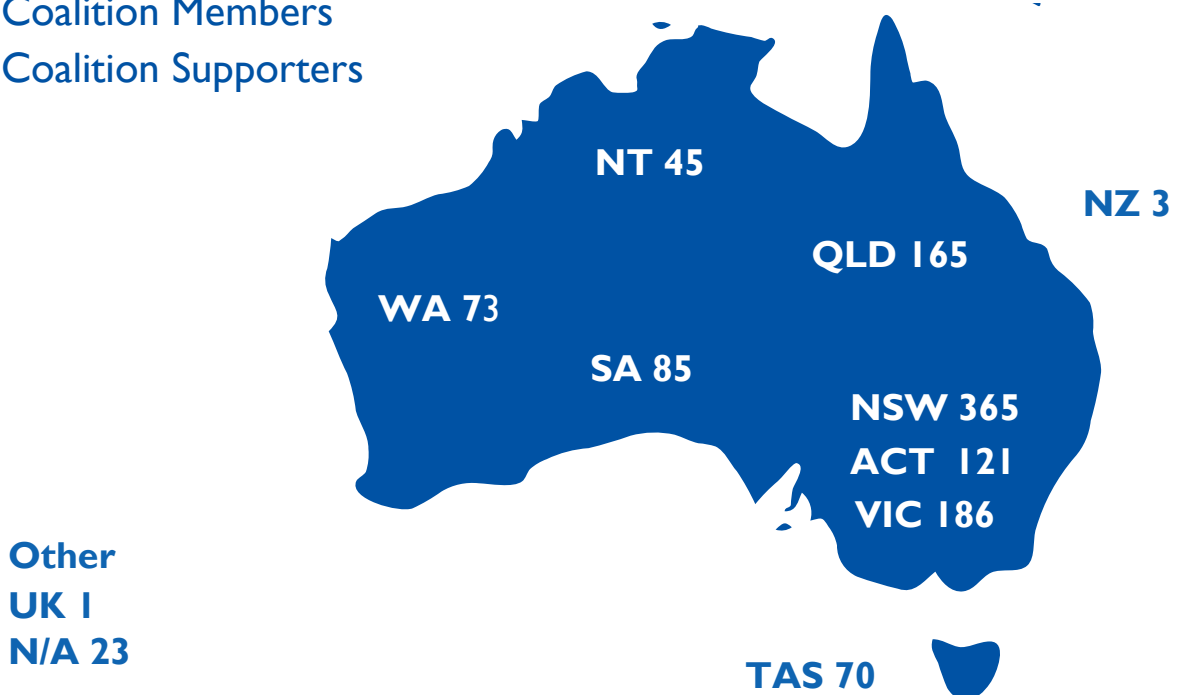 Coalition Members
Coalition Supporters
NT 45
NZ 3
QLD 165
WA 73
SA 85
NSW 365
ACT 121
VIC 186
Other
UK 1
N/A 23
TAS 70